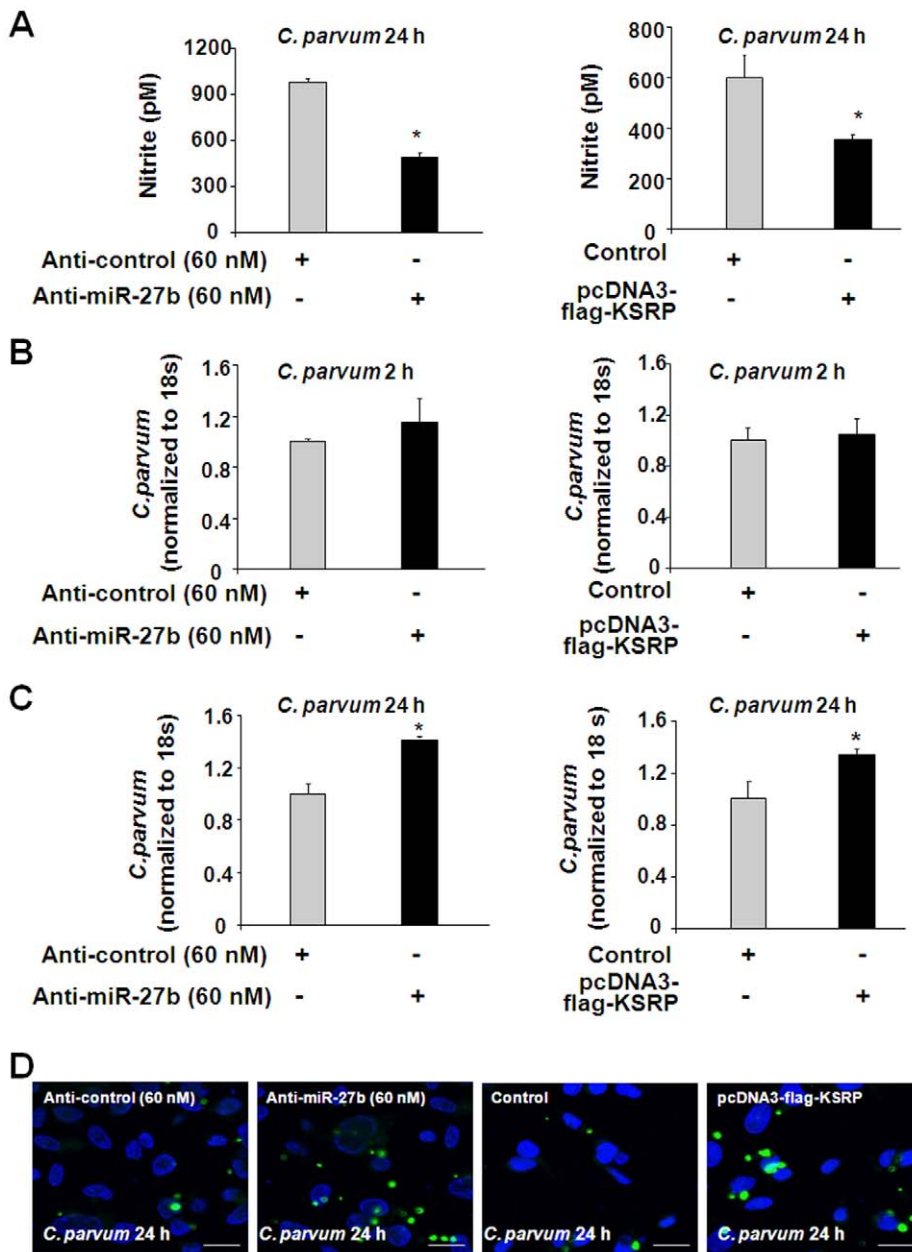 A
C. parvum 24 h
Nitrite (pM)
1200
900
600
300
0
*
Anti-control (60 nM) + -
Anti-miR-27b (60 nM) - +
C. parvum 24 h
Nitrite (pM)
800
600
400
200
0
*
Control + -
pcDNA3-
flag-KSRP - +
B
C. parvum 2 h
C.parvum
(normalized to 18s)
1.6
1.2
0.8
0.4
0
Anti-control (60 nM) + -
Anti-miR-27b (60 nM) - +
C. parvum 2 h
C.parvum
(normalized to 18s)
1.6
1.2
0.8
0.4
0
Control + -
pcDNA3-
flag-KSRP - +
C
C. parvum 24 h
C.parvum
(normalized to 18s)
1.6
1.2
0.8
0.4
0
*
Anti-control (60 nM) + -
Anti-miR-27b (60 nM) - +
C. parvum 24 h
C.parvum
(normalized to 18 s)
1.6
1.2
0.8
0.4
0
*
Control + -
pcDNA3-
flag-KSRP - +
D
Anti-control (60 nM)
C. parvum 24 h
Anti-miR-27b (60 nM)
C. parvum 24 h
Control
C. parvum 24 h
pcDNA3-flag-KSRP
C. parvum 24 h